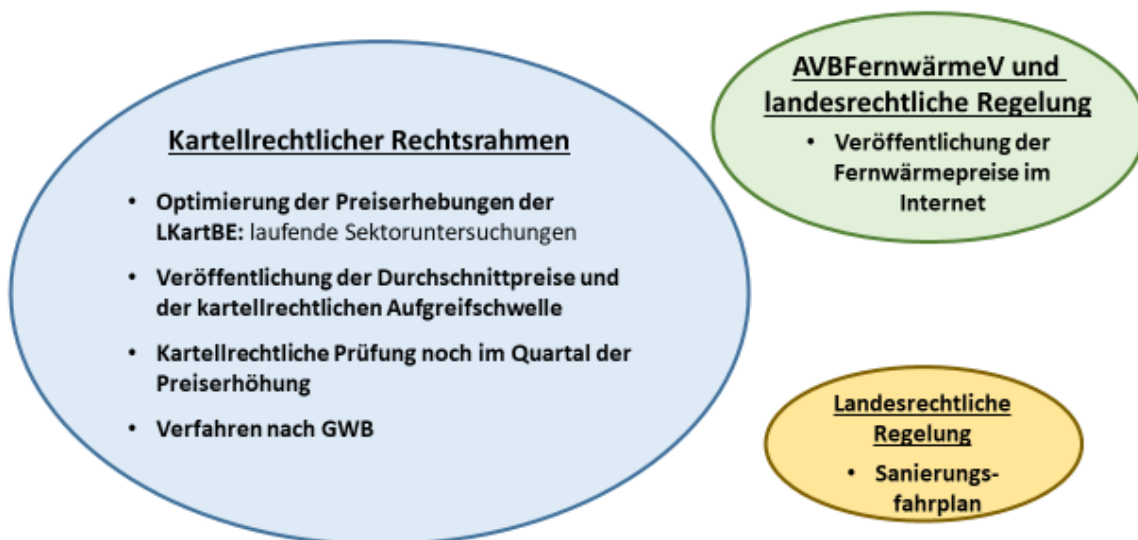 Kartellrechtlicher Rechtsrahmen
• Optimierung der Preiserhebungen der
LKartBE: laufende Sektoruntersuchungen
• Veröffentlichung der Durchschnittpreise und
der kartellrechtlichen Aufgreifschwelle
• Kartellrechtliche Prüfung noch im Quartal der
Preiserhöhung
• Verfahren nach GWB
AVBFernwärmeV und
landesrechtliche Regelung
• Veröffentlichung der
Fernwärmepreise im
Internet
Landesrechtliche
Regelung
• Sanierungs-
fahrplan